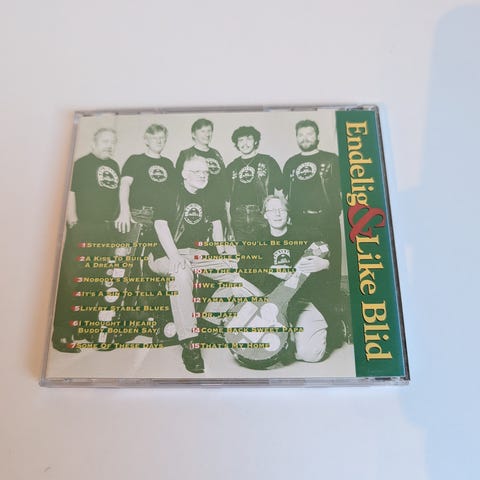 Endelig & Like Blid
1 Stevedoor Stomp
2 A Kiss To Build
A Dream On
3 Nobody's Sweetheart
4 It's A Sin To Tell A Lie
5 Livery Stable Blues
6 I Thought I Heard
Buddy Bolden Say
7 Some Of These Days
8 Someday You'll Be Sorry
9 Jungle Crawl
10 At The Jazzband Ball
11 We Three
12 Yama Yama Man
13 Dr. Jazz
14 Come Back Sweet Papa
15 That's My Home